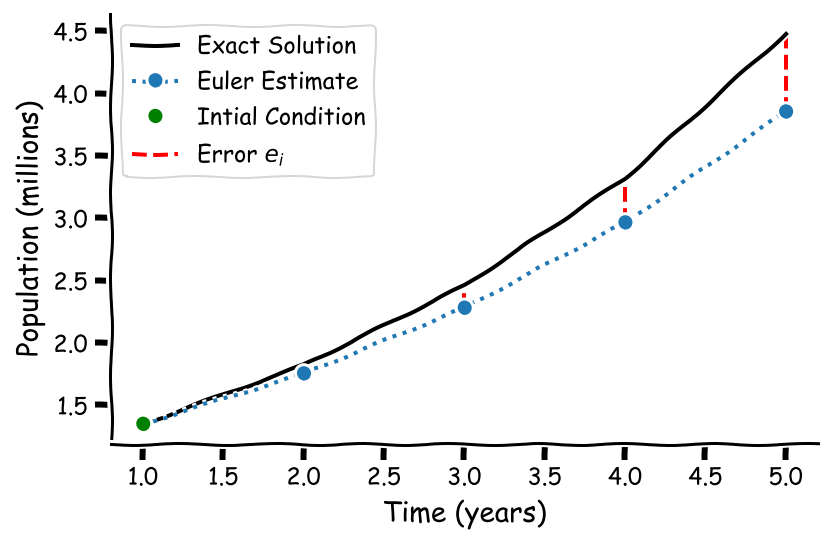 4.5
4.0
3.5
3.0
2.5
2.0
1.5
Population (millions)
Exact Solution
Euler Estimate
Intial Condition
Error eᵢ
1.0 1.5 2.0 2.5 3.0 3.5 4.0 4.5 5.0
Time (years)